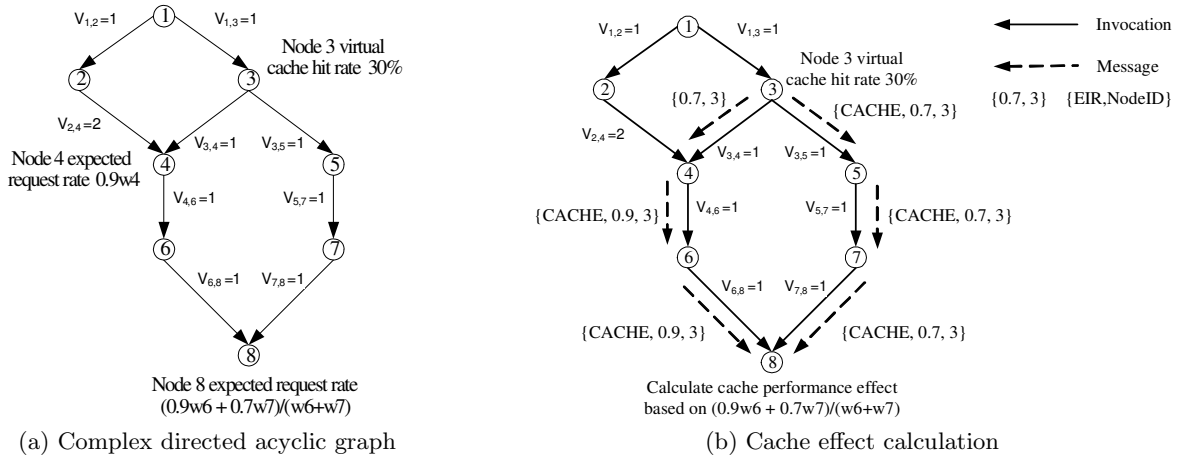 1
V1,2=1
V1,3=1
Node 3 virtual
cache hit rate 30%
2
3
V2,4=2
V3,4=1
V3,5=1
Node 4 expected
request rate 0.9w4
4
5
V4,6=1
V5,7=1
6
7
V6,8=1
V7,8=1
8
Node 8 expected request rate
(0.9w6 + 0.7w7)/(w6+w7)
(a) Complex directed acyclic graph
1
V1,2=1
V1,3=1
Node 3 virtual
cache hit rate 30%
2
3
{0.7, 3}
{CACHE, 0.7, 3}
V2,4=2
V3,4=1
V3,5=1
4
5
{CACHE, 0.9, 3}
V4,6=1
V5,7=1
{CACHE, 0.7, 3}
6
7
V6,8=1
V7,8=1
{CACHE, 0.9, 3}
{CACHE, 0.7, 3}
8
Calculate cache performance effect
based on (0.9w6 + 0.7w7)/(w6+w7)
(b) Cache effect calculation
Invocation
Message
{0.7, 3} {EIR,NodeID}